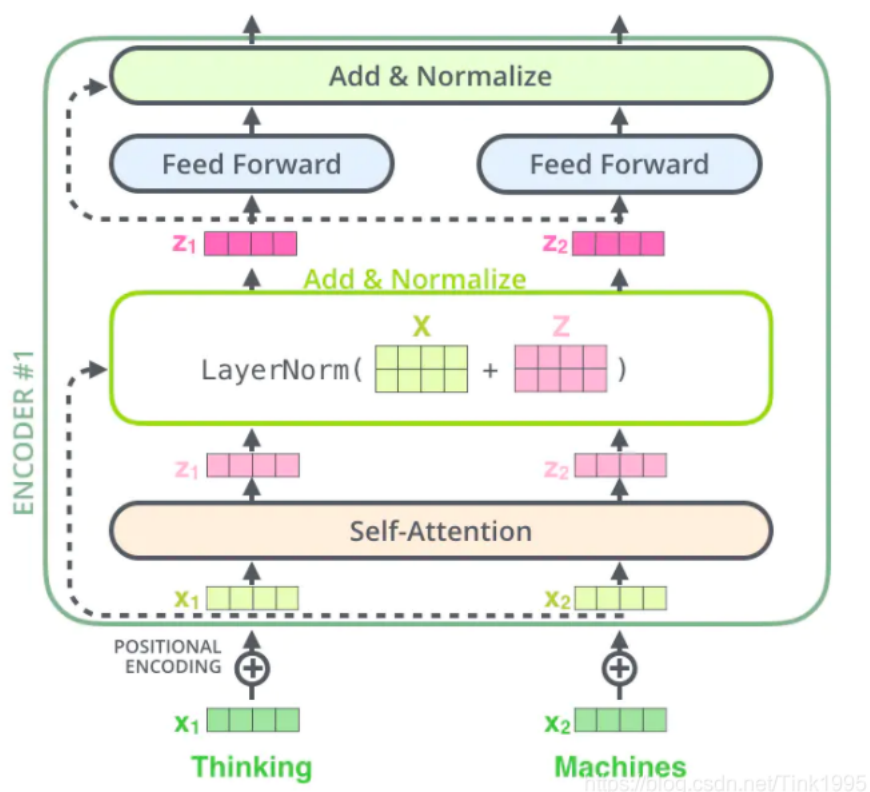 Add & Normalize
Feed Forward
Feed Forward
z1
z2
Add & Normalize
X
Z
LayerNorm(
+
)
ENCODER #1
z1
z2
Self-Attention
x1
x2
POSITIONAL
ENCODING
x1
x2
Thinking
Machines
https://blog.csdn.net/Tink1995